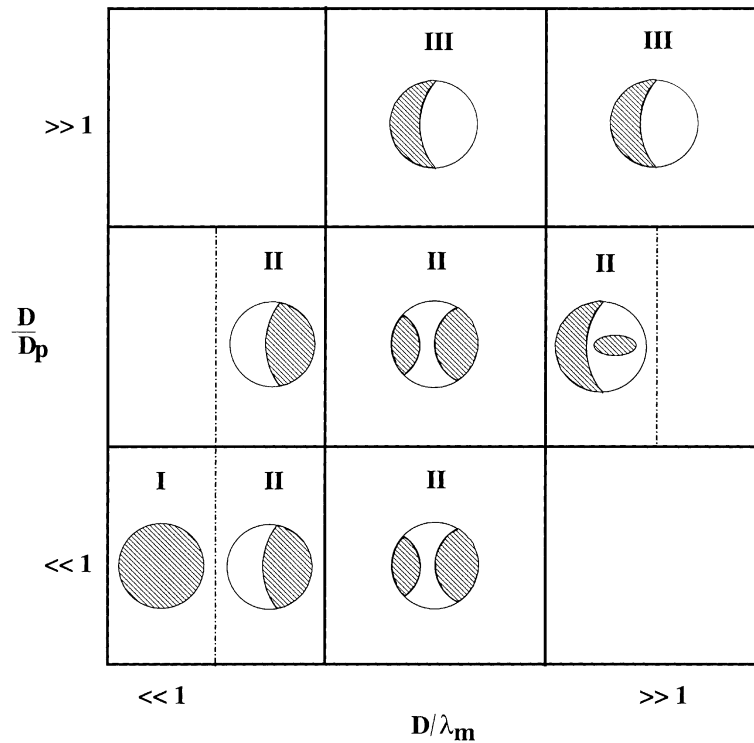 III III
>> 1
II II II
D
Dp
I II II
<< 1
<< 1 >> 1
D/λm